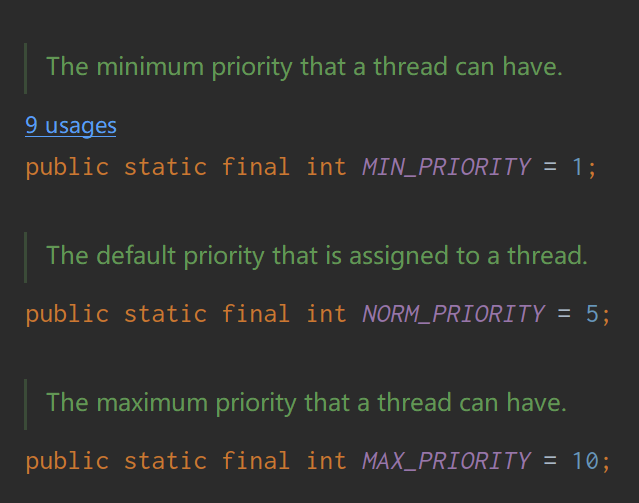 The minimum priority that a thread can have.
9 usages
public static final int MIN_PRIORITY = 1;
The default priority that is assigned to a thread.
public static final int NORM_PRIORITY = 5;
The maximum priority that a thread can have.
public static final int MAX_PRIORITY = 10;